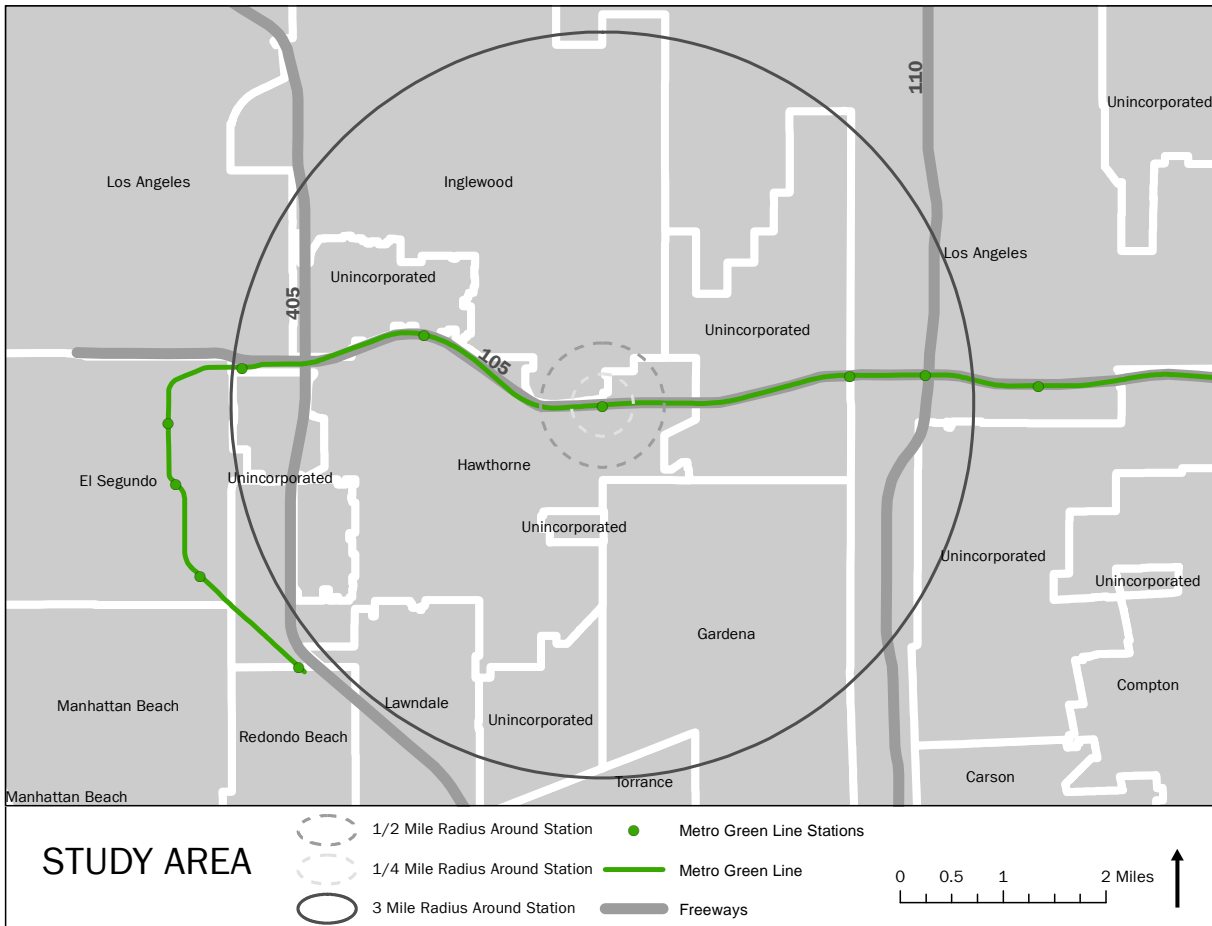 110
Unincorporated
Los Angeles
Inglewood
Los Angeles
Unincorporated
405
Unincorporated
105
Hawthorne
El Segundo
Unincorporated
Unincorporated
Unincorporated
Unincorporated
Gardena
Compton
Manhattan Beach
Lawndale
Unincorporated
Redondo Beach
Carson
Torrance
Manhattan Beach
STUDY AREA
1/2 Mile Radius Around Station
1/4 Mile Radius Around Station
3 Mile Radius Around Station
Metro Green Line Stations
Metro Green Line
Freeways
0 0.5 1 2 Miles